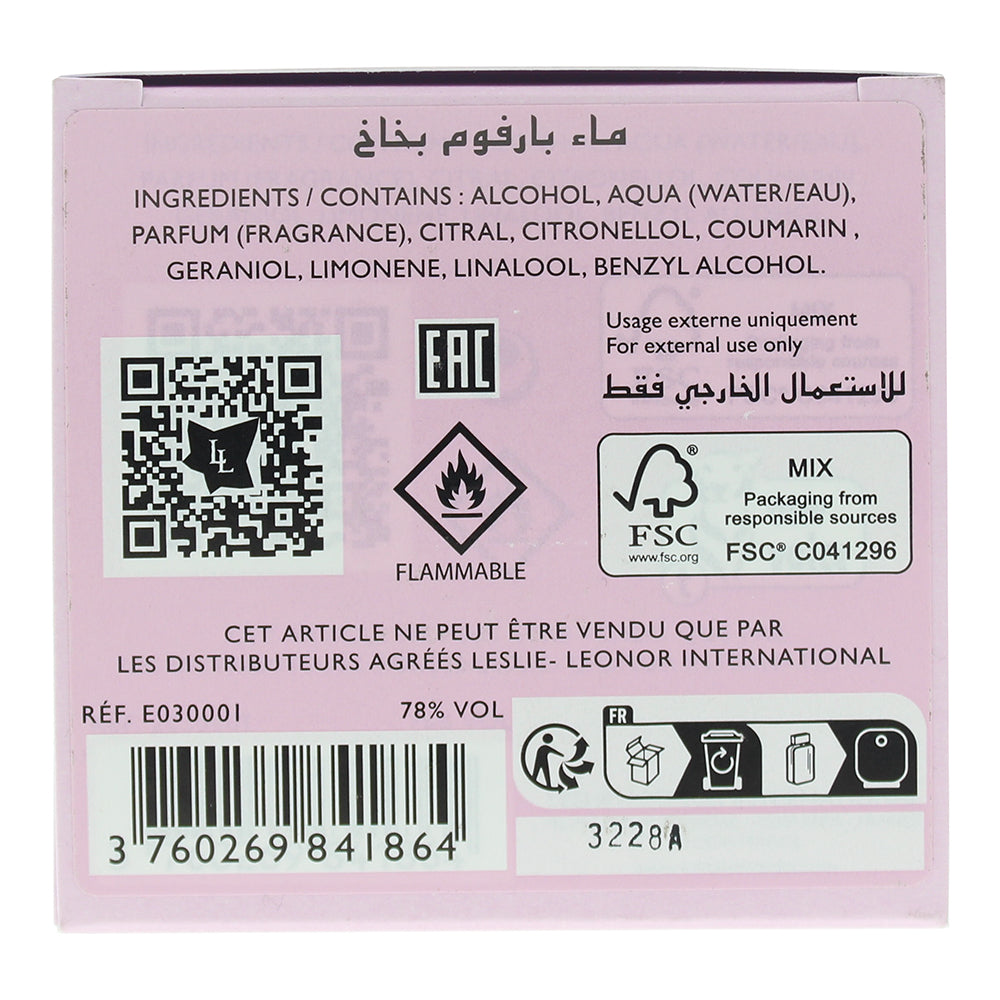 ماء بارفوم بخاخ
INGREDIENTS / CONTAINS : ALCOHOL, AQUA (WATER/EAU),
PARFUM (FRAGRANCE), CITRAL, CITRONELLOL, COUMARIN ,
GERANIOL, LIMONENE, LINALOOL, BENZYL ALCOHOL.
Usage externe uniquement
For external use only
للاستعمال الخارجي فقط
EAC
LL
FLAMMABLE
FSC
®
www.fsc.org
MIX
Packaging from
responsible sources
FSC® C041296
CET ARTICLE NE PEUT ÊTRE VENDU QUE PAR
LES DISTRIBUTEURS AGRÉÉS LESLIE- LEONOR INTERNATIONAL
RÉF. E030001
78% VOL
FR
3 760269 841864
3228A